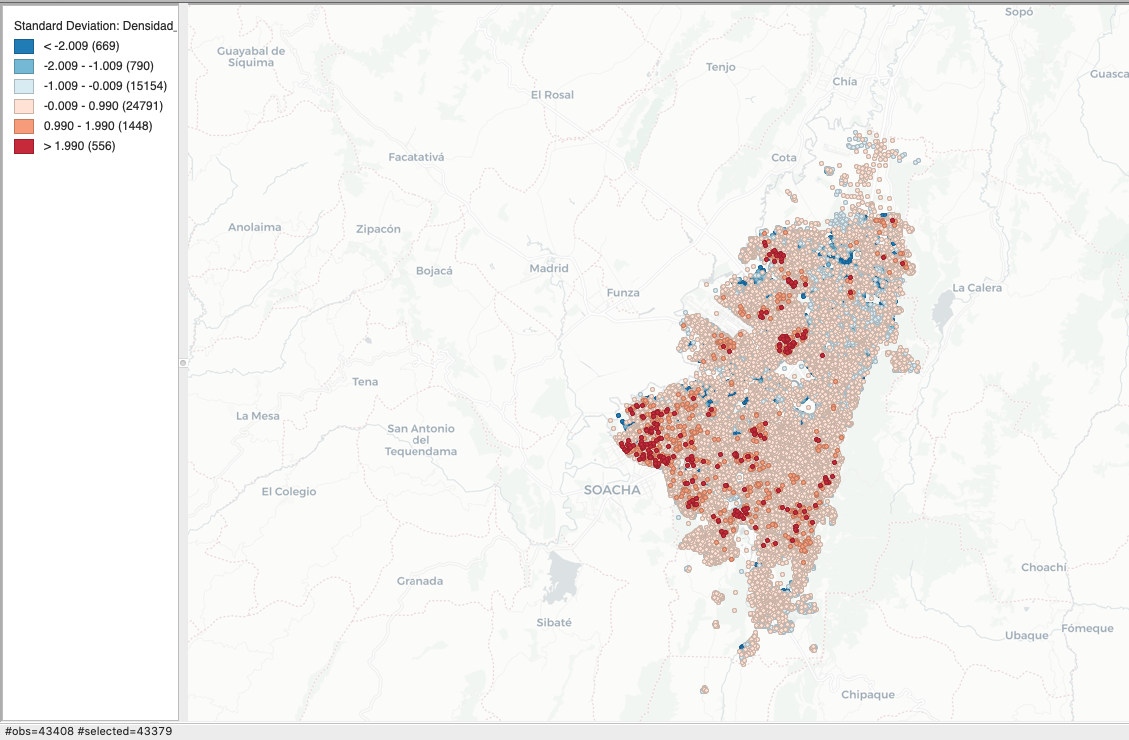 Standard Deviation: Densidad_
< -2.009 (669)
-2.009 - -1.009 (790)
-1.009 - -0.009 (15154)
-0.009 - 0.990 (24791)
0.990 - 1.990 (1448)
> 1.990 (556)
Sopó
Guayabal de
Síquima
Tenjo
Chía
Guasca
El Rosal
Facatativá
Cota
Anolaima
Zipacón
Bojacá
Madrid
Funza
La Calera
Tena
La Mesa
San Antonio
del
Tequendama
El Colegio
SOACHA
Choachí
Granada
Sibaté
Ubaque
Fómeque
Chipaque
#obs=43408 #selected=43379